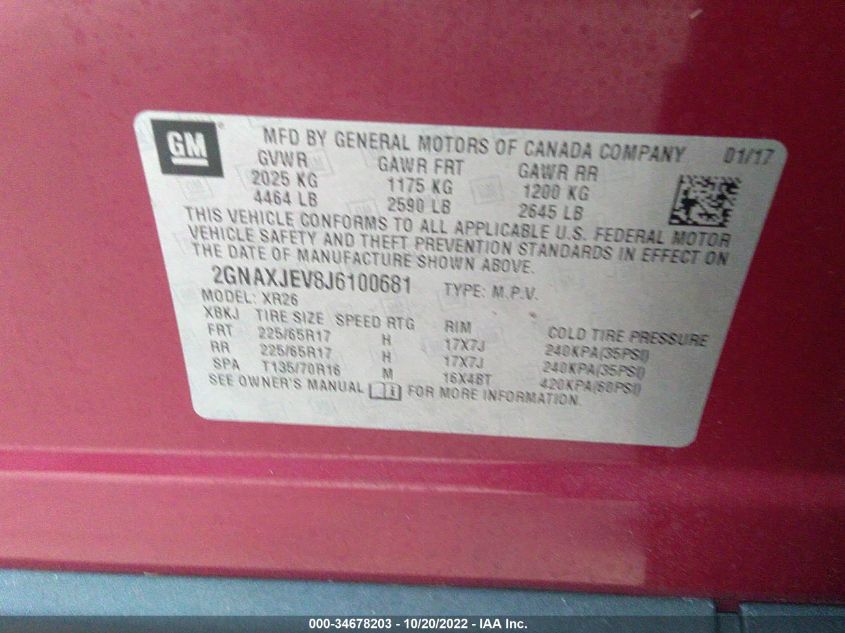 GM
MFD BY GENERAL MOTORS OF CANADA COMPANY 01/17
GVWR GAWR FRT GAWR RR
2025 KG 1175 KG 1200 KG
4464 LB 2590 LB 2645 LB
THIS VEHICLE CONFORMS TO ALL APPLICABLE U.S. FEDERAL MOTOR
VEHICLE SAFETY AND THEFT PREVENTION STANDARDS IN EFFECT ON
THE DATE OF MANUFACTURE SHOWN ABOVE.
2GNAXJEV8J6100681 TYPE: M.P.V.
MODEL: XR26
XBKJ TIRE SIZE SPEED RTG RIM COLD TIRE PRESSURE
FRT 225/65R17 H 17X7J 240KPA(35PSI)
RR 225/65R17 H 17X7J 240KPA(35PSI)
SPA T135/70R16 M 16X4BT 420KPA(60PSI)
SEE OWNER'S MANUAL FOR MORE INFORMATION.
000-34678203 - 10/20/2022 - IAA Inc.